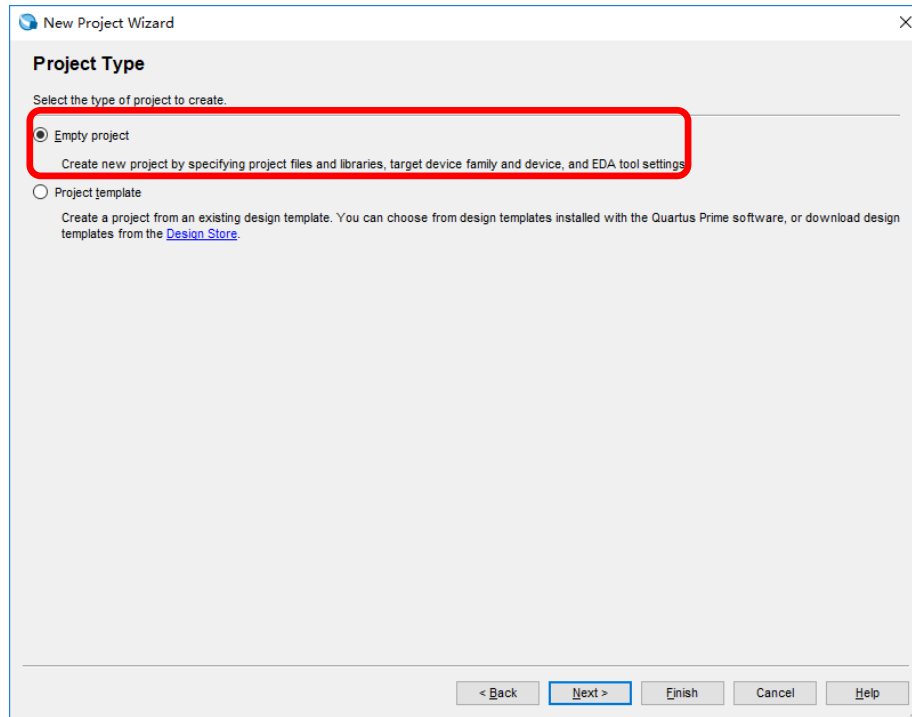 New Project Wizard
Project Type
Select the type of project to create.
Empty project
Create new project by specifying project files and libraries, target device family and device, and EDA tool settings
Project template
Create a project from an existing design template. You can choose from design templates installed with the Quartus Prime software, or download design
templates from the Design Store.
< Back Next > Finish Cancel Help